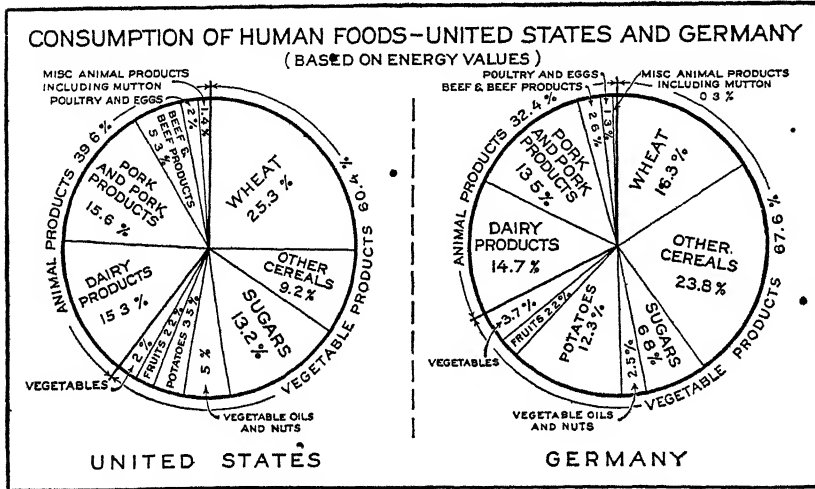 CONSUMPTION OF HUMAN FOODS-UNITED STATES AND GERMANY
(BASED ON ENERGY VALUES)
MISC ANIMAL PRODUCTS
INCLUDING MUTTON
POULTRY AND EGGS
1.4%
2%
BEEF &
BEEF PRODUCTS
5.3%
PORK
AND PORK
PRODUCTS
15.6%
DAIRY
PRODUCTS
15.3%
ANIMAL PRODUCTS 39.6%
WHEAT
25.3%
OTHER
CEREALS
9.2%
SUGARS
13.2%
5%
POTATOES 3.5%
FRUITS 2.2%
2%
VEGETABLES
VEGETABLE OILS
AND NUTS
VEGETABLE PRODUCTS 60.4%
UNITED STATES
POULTRY AND EGGS
BEEF & BEEF PRODUCTS
MISC ANIMAL PRODUCTS
INCLUDING MUTTON
0.3%
1.3%
2.6%
PORK
AND PORK
PRODUCTS
13.5%
DAIRY
PRODUCTS
14.7%
ANIMAL PRODUCTS 32.4%
WHEAT
16.3%
OTHER
CEREALS
23.8%
SUGARS
6.8%
2.5%
POTATOES
12.3%
FRUITS 2.2%
3.7%
VEGETABLES
VEGETABLE OILS
AND NUTS
VEGETABLE PRODUCTS 67.6%
GERMANY